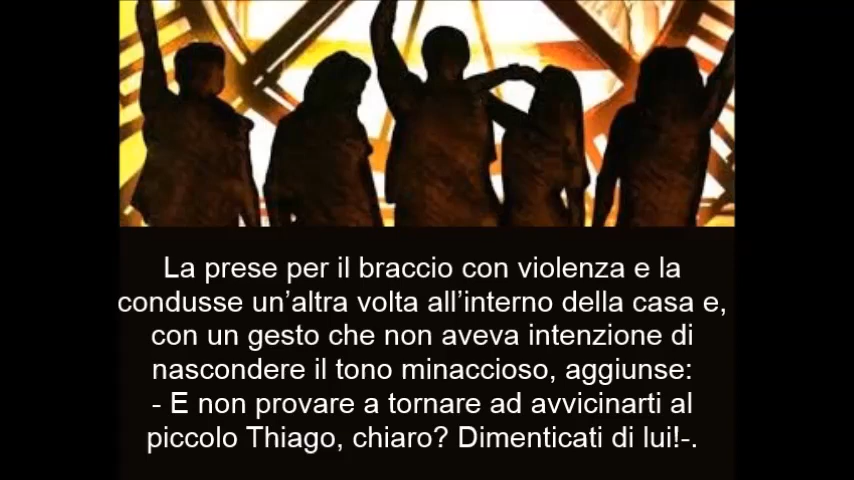 La prese per il braccio con violenza e la
condusse un'altra volta all'interno della casa e,
con un gesto che non aveva intenzione di
nascondere il tono minaccioso, aggiunse:
- E non provare a tornare ad avvicinarti al
piccolo Thiago, chiaro? Dimenticati di lui!-.